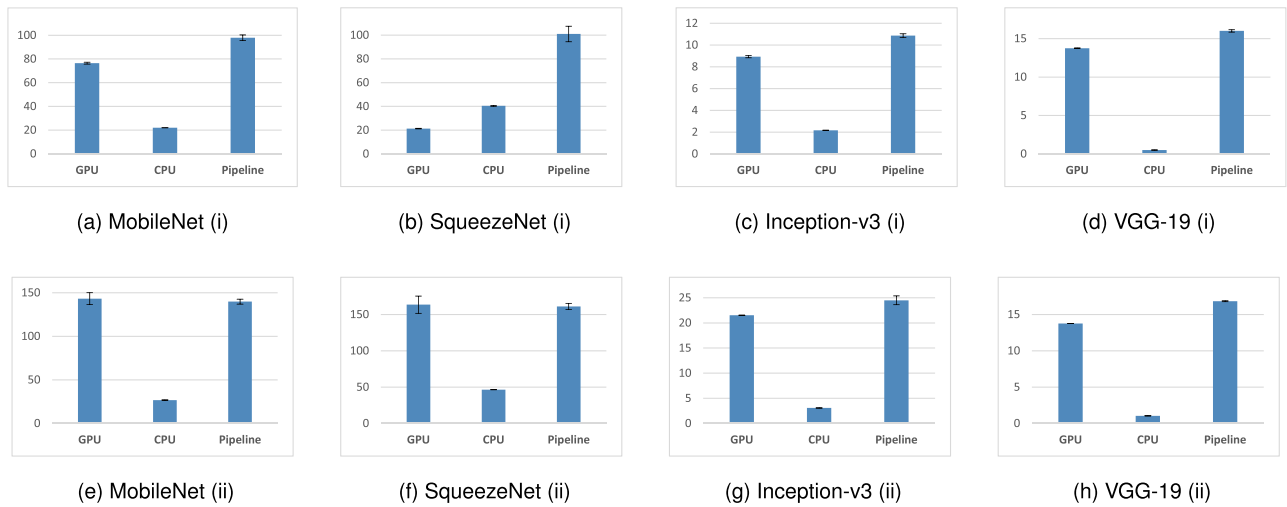 100
80
60
40
20
0
GPU CPU Pipeline
(a) MobileNet (i)
100
80
60
40
20
0
GPU CPU Pipeline
(b) SqueezeNet (i)
12
10
8
6
4
2
0
GPU CPU Pipeline
(c) Inception-v3 (i)
15
10
5
0
GPU CPU Pipeline
(d) VGG-19 (i)
150
100
50
0
GPU CPU Pipeline
(e) MobileNet (ii)
150
100
50
0
GPU CPU Pipeline
(f) SqueezeNet (ii)
25
20
15
10
5
0
GPU CPU Pipeline
(g) Inception-v3 (ii)
15
10
5
0
GPU CPU Pipeline
(h) VGG-19 (ii)